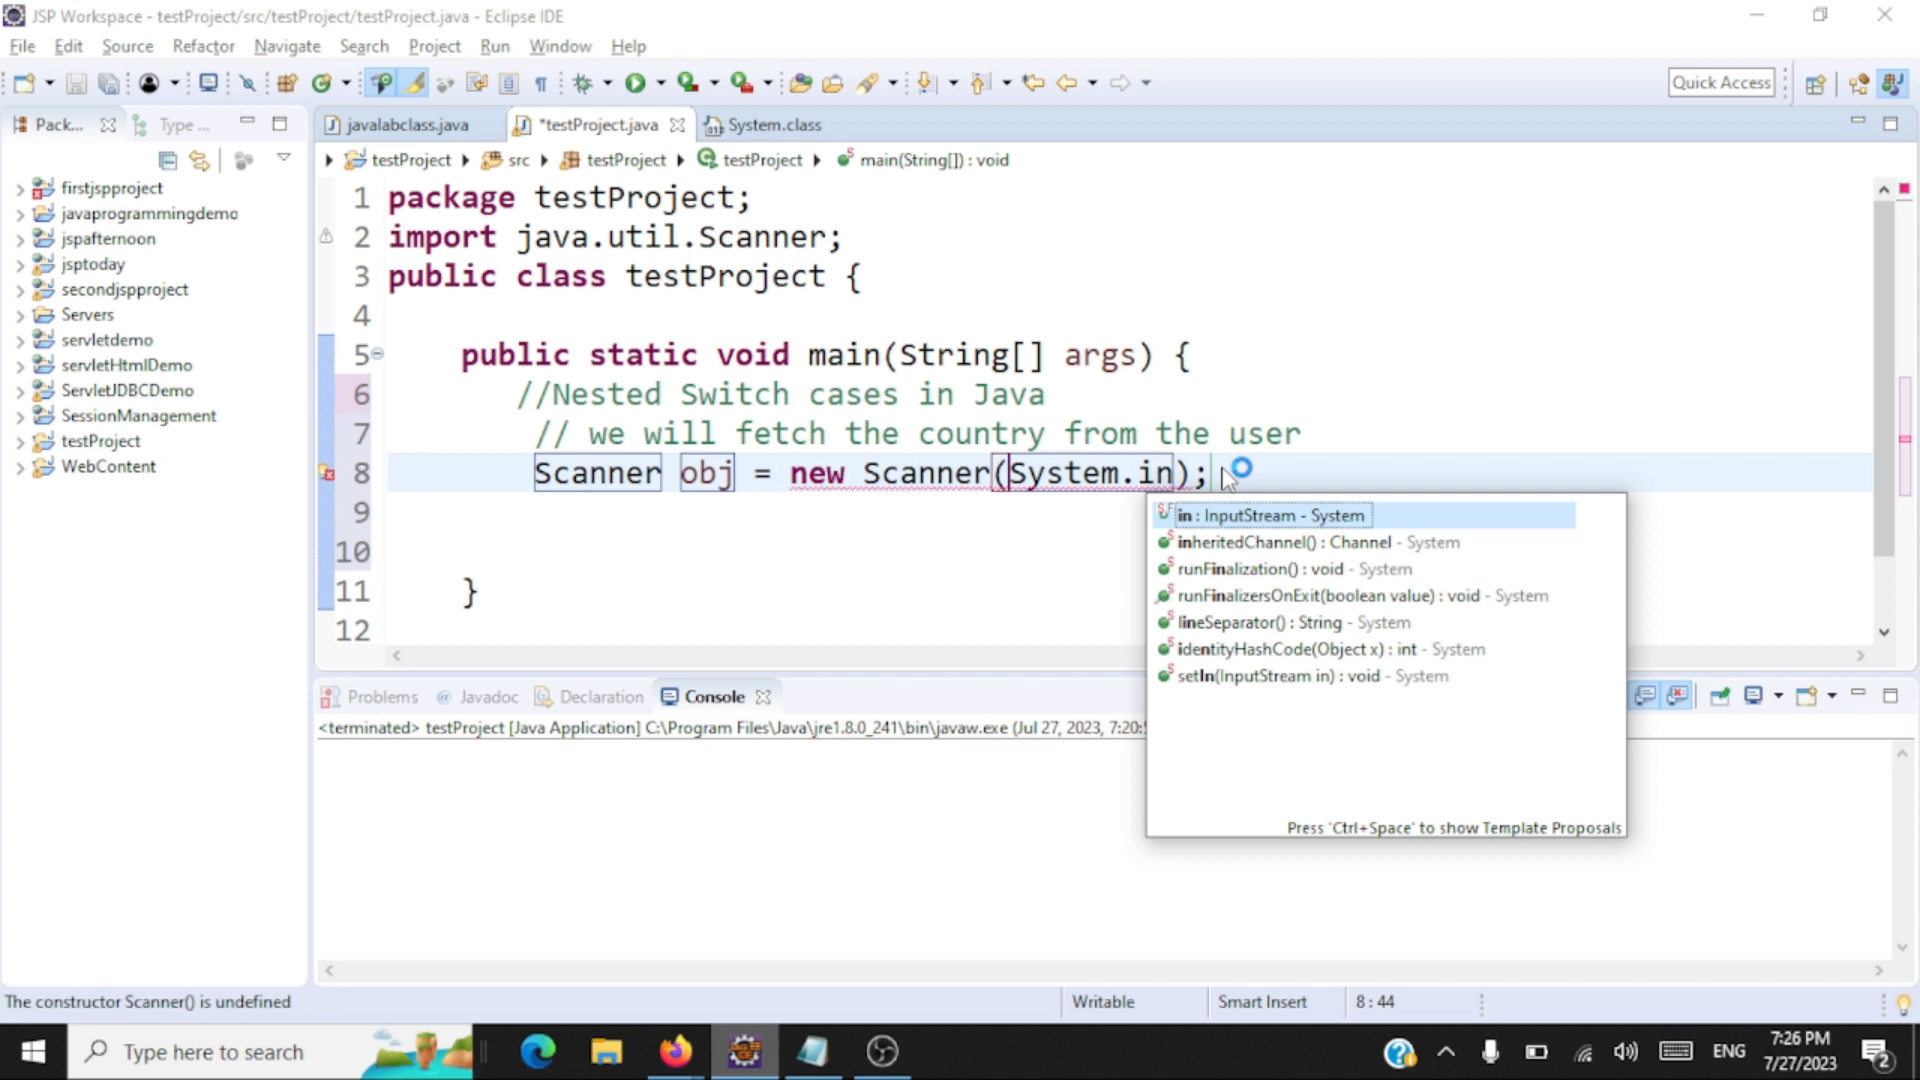 JSP Workspace - testProject/src/testProject/testProject.java - Eclipse IDE
File Edit Source Refactor Navigate Search Project Run Window Help
Quick Access
Pack... Type ...
javalabclass.java *testProject.java System.class
testProject src testProject testProject main(String[]) : void
firstjspproject
javaprogrammingdemo
jspafternoon
jsptoday
secondjspproject
Servers
servletdemo
servletHtmlDemo
ServletJDBCDemo
SessionManagement
testProject
WebContent
1 package testProject;
2 import java.util.Scanner;
3 public class testProject {
4
5 public static void main(String[] args) {
6 //Nested Switch cases in Java
7 // we will fetch the country from the user
8 Scanner obj = new Scanner(System.in);
9
10
11 }
12
in : InputStream - System
inheritedChannel() : Channel - System
runFinalization() : void - System
runFinalizersOnExit(boolean value) : void - System
lineSeparator() : String - System
identityHashCode(Object x) : int - System
setIn(InputStream in) : void - System
Press 'Ctrl+Space' to show Template Proposals
Problems @ Javadoc Declaration Console
<terminated> testProject [Java Application] C:\Program Files\Java\jre1.8.0_241\bin\javaw.exe (Jul 27, 2023, 7:20:
The constructor Scanner() is undefined
Writable Smart Insert 8 : 44
Type here to search
ENG
7:26 PM
7/27/2023
2